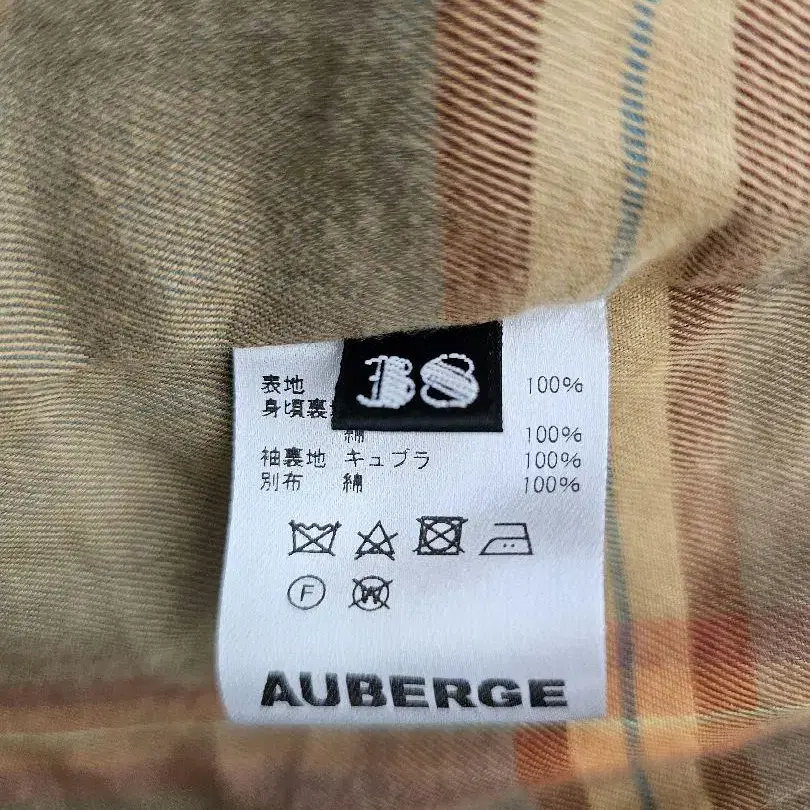 38
表地 100%
身頃裏
綿 100%
袖裏地 キュプラ 100%
別布 綿 100%
F
W
AUBERGE